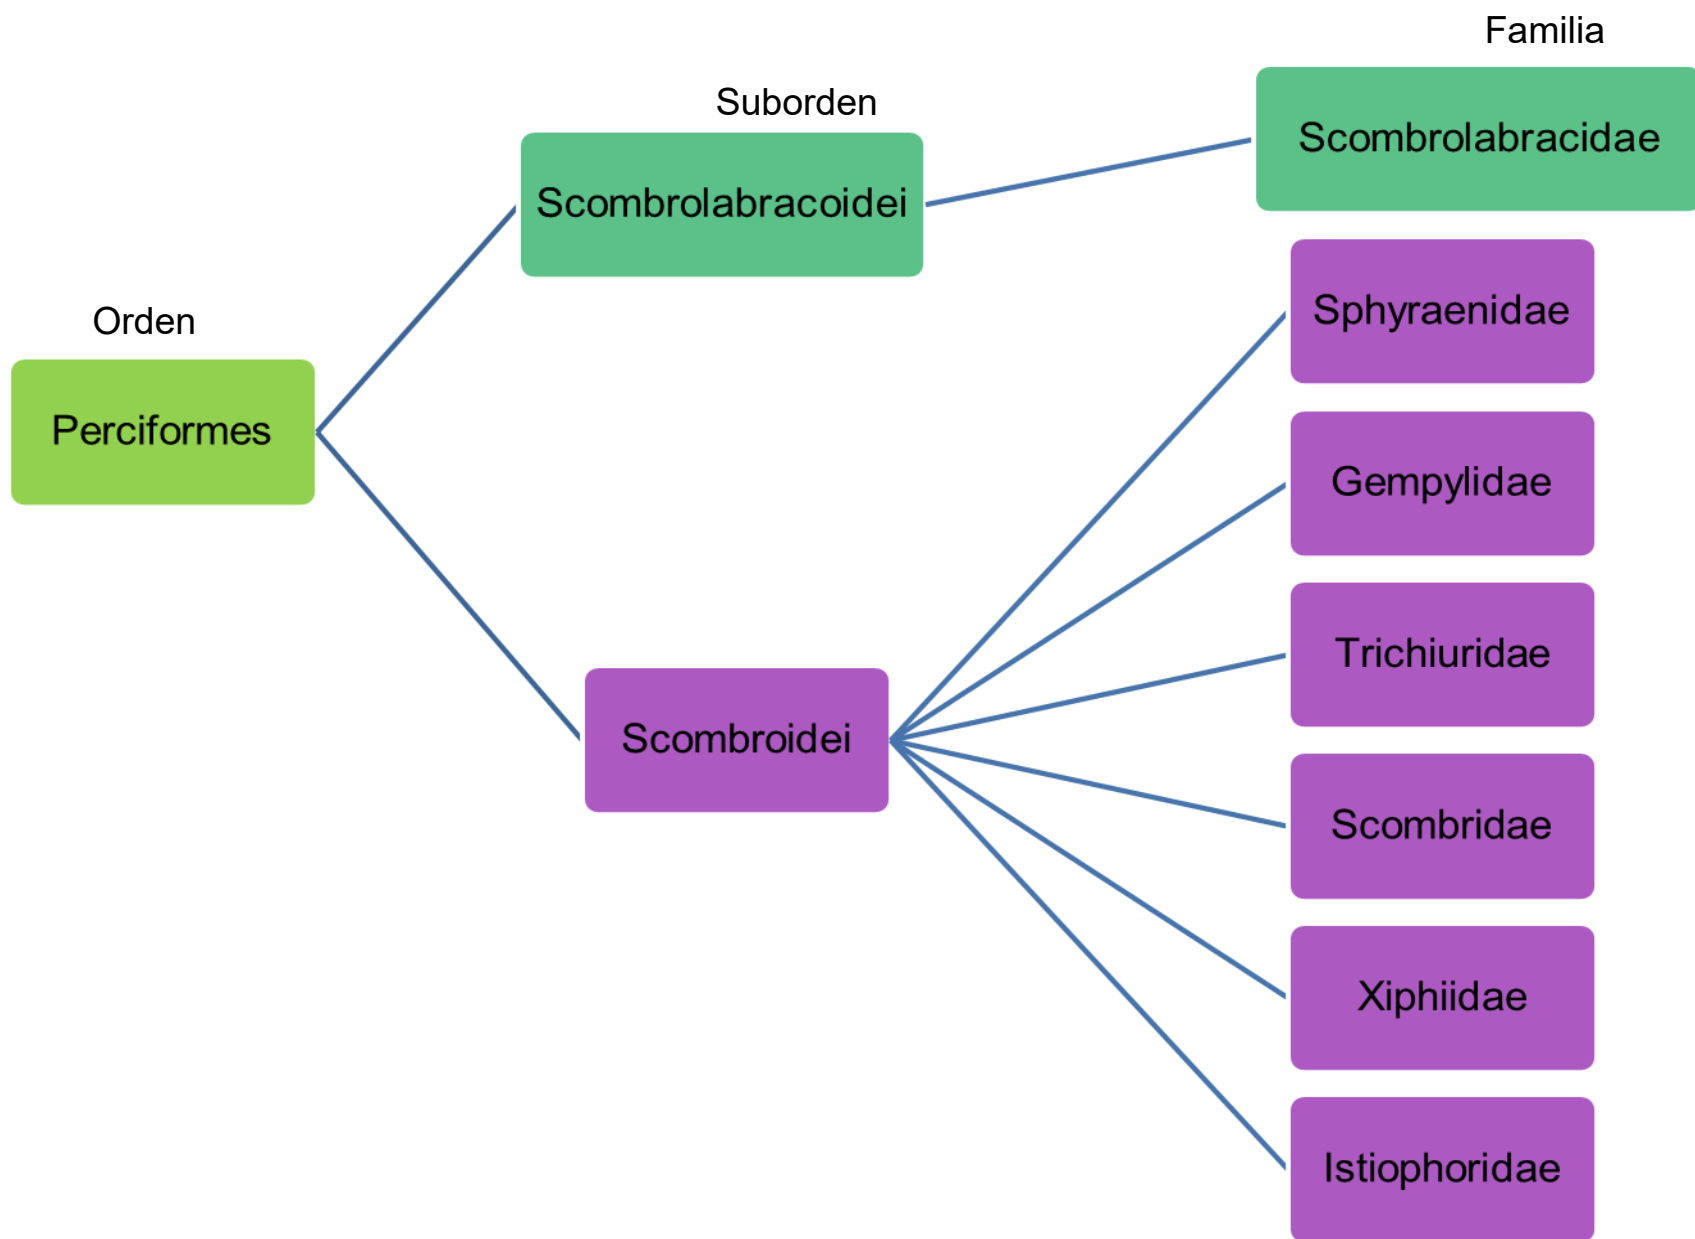 Familia
Suborden
Scombrolabracidae
Scombrolabracoidei
Sphyraenidae
Orden
Perciformes
Gempylidae
Trichiuridae
Scombroidei
Scombridae
Xiphiidae
Istiophoridae